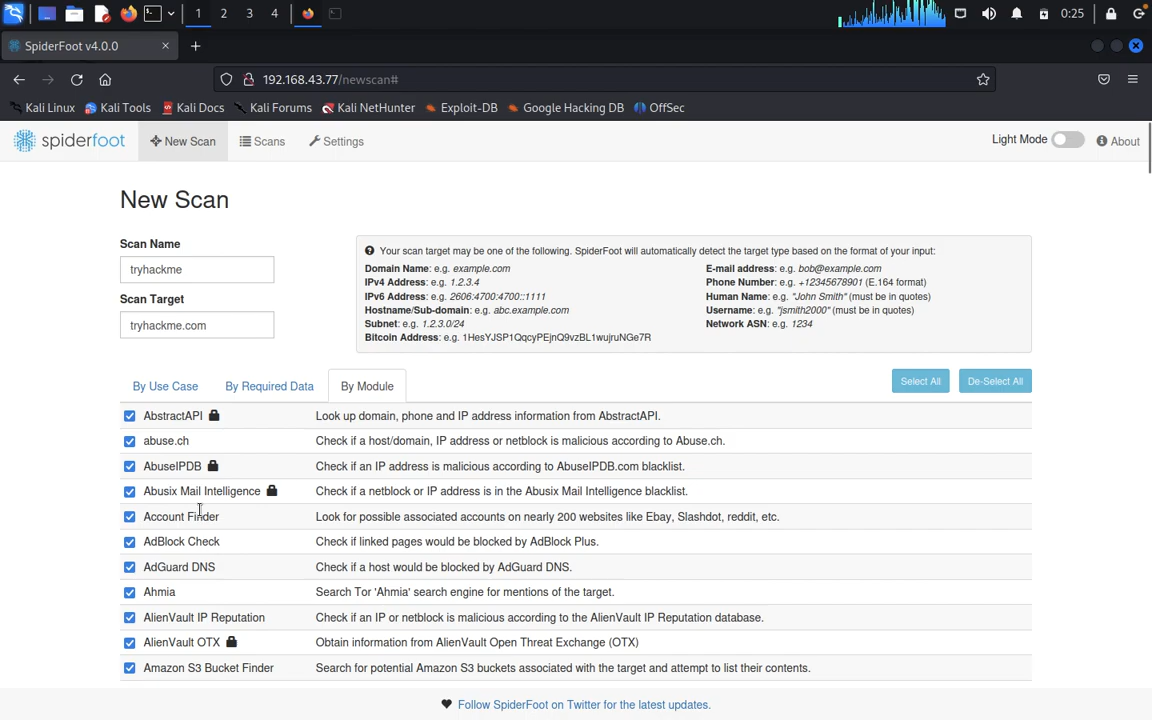 1 2 3 4 0:25
SpiderFoot v4.0.0
192.168.43.77/newscan#
Kali Linux Kali Tools Kali Docs Kali Forums Kali NetHunter Exploit-DB Google Hacking DB OffSec
spiderfoot New Scan Scans Settings Light Mode About
New Scan
Scan Name
tryhackme
Scan Target
tryhackme.com
Your scan target may be one of the following. SpiderFoot will automatically detect the target type based on the format of your input:
Domain Name: e.g. example.com
IPv4 Address: e.g. 1.2.3.4
IPv6 Address: e.g. 2606:4700:4700::1111
Hostname/Sub-domain: e.g. abc.example.com
Subnet: e.g. 1.2.3.0/24
Bitcoin Address: e.g. 1HesYJSP1QqcyPEjnQ9vzBL1wujruNGe7R
E-mail address: e.g. bob@example.com
Phone Number: e.g. +12345678901 (E.164 format)
Human Name: e.g. "John Smith" (must be in quotes)
Username: e.g. "jsmith2000" (must be in quotes)
Network ASN: e.g. 1234
By Use Case By Required Data By Module Select All De-Select All
AbstractAPI Look up domain, phone and IP address information from AbstractAPI.
abuse.ch Check if a host/domain, IP address or netblock is malicious according to Abuse.ch.
AbuseIPDB Check if an IP address is malicious according to AbuseIPDB.com blacklist.
Abusix Mail Intelligence Check if a netblock or IP address is in the Abusix Mail Intelligence blacklist.
Account Finder Look for possible associated accounts on nearly 200 websites like Ebay, Slashdot, reddit, etc.
AdBlock Check Check if linked pages would be blocked by AdBlock Plus.
AdGuard DNS Check if a host would be blocked by AdGuard DNS.
Ahmia Search Tor 'Ahmia' search engine for mentions of the target.
AlienVault IP Reputation Check if an IP or netblock is malicious according to the AlienVault IP Reputation database.
AlienVault OTX Obtain information from AlienVault Open Threat Exchange (OTX)
Amazon S3 Bucket Finder Search for potential Amazon S3 buckets associated with the target and attempt to list their contents.
Follow SpiderFoot on Twitter for the latest updates.